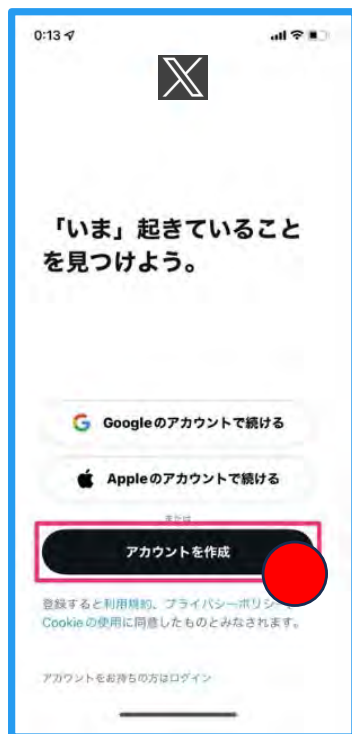 0:13
「いま」起きていること
を見つけよう。
Googleのアカウントで続ける
Appleのアカウントで続ける
または
アカウントを作成
登録すると利用規約、プライバシーポリシー
Cookieの使用に同意したものとみなされます。
アカウントをお持ちの方はログイン